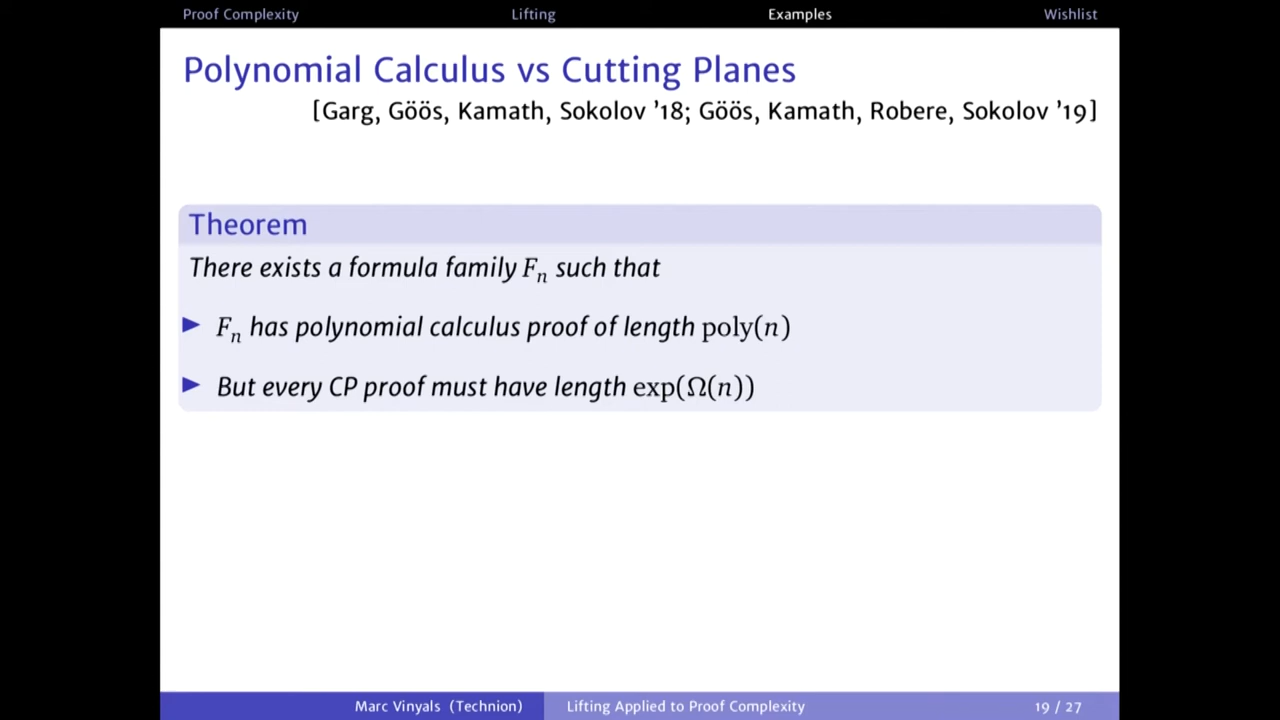 Proof Complexity Lifting Examples Wishlist
Polynomial Calculus vs Cutting Planes
[Garg, Göös, Kamath, Sokolov ’18; Göös, Kamath, Robere, Sokolov ’19]
Theorem
There exists a formula family Fₙ such that
▶ Fₙ has polynomial calculus proof of length poly(n)
▶ But every CP proof must have length exp(Ω(n))
Marc Vinyals (Technion) Lifting Applied to Proof Complexity 19 / 27